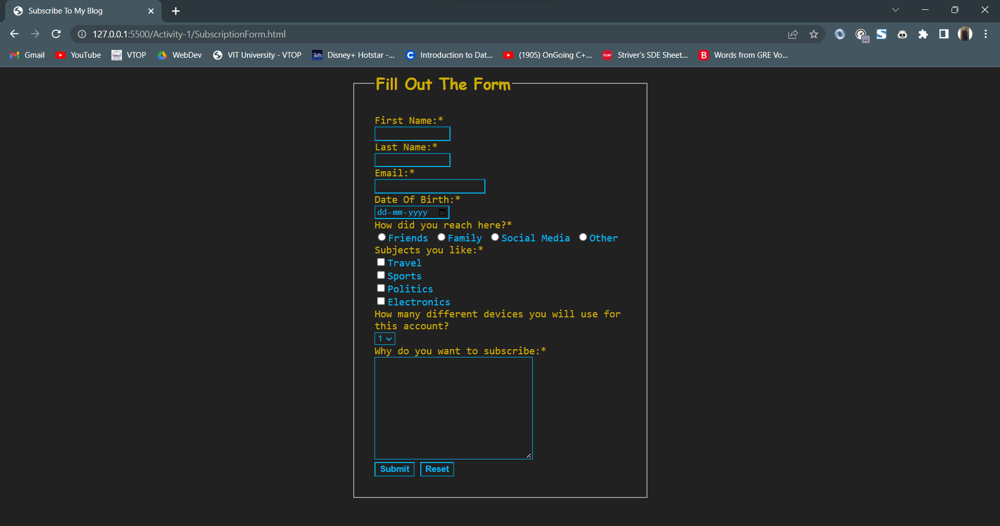 Subscribe To My Blog
127.0.0.1:5500/Activity-1/SubscriptionForm.html
Gmail YouTube VTOP WebDev VIT University - VTOP Disney+ Hotstar -... Introduction to Dat... (1905) OnGoing C+... TUF Striver's SDE Sheet... B Words from GRE Vo...
Fill Out The Form
First Name:*
Last Name:*
Email:*
Date Of Birth:*
dd-mm-yyyy
How did you reach here?*
Friends Family Social Media Other
Subjects you like:*
Travel
Sports
Politics
Electronics
How many different devices you will use for
this account?
1
Why do you want to subscribe:*
Submit Reset